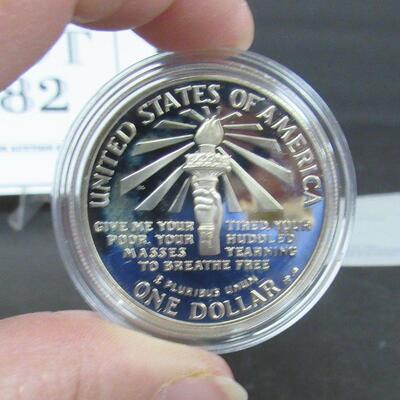 T
82
UNITED STATES OF AMERICA
GIVE ME YOUR TIRED, YOUR
POOR, YOUR HUDDLED
MASSES YEARNING
TO BREATHE FREE
E PLURIBUS UNUM
ONE DOLLAR